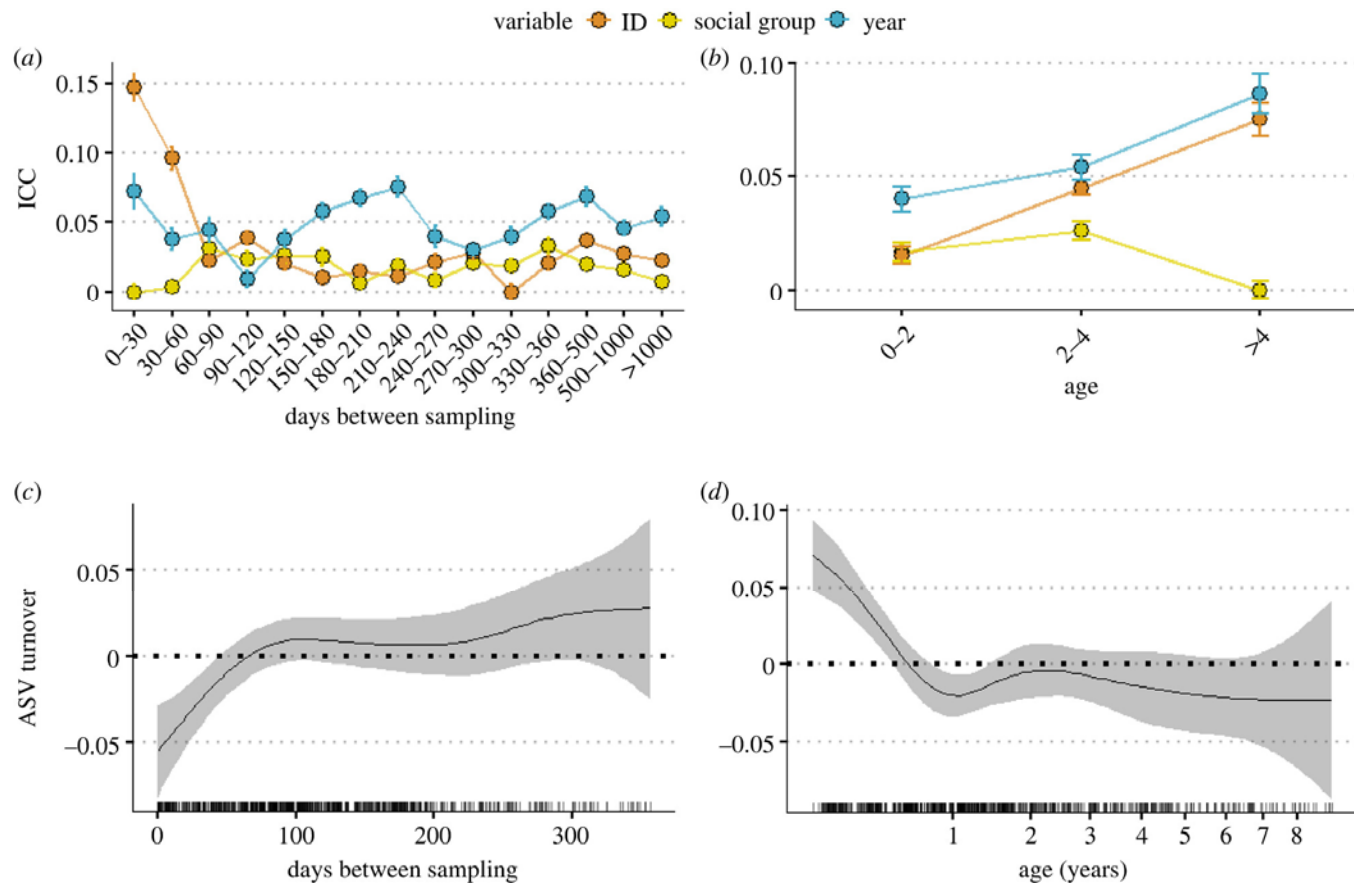 variable ID social group year
(a)
ICC
0.15
0.10
0.05
0
0–30
30–60
60–90
90–120
120–150
150–180
180–210
210–240
240–270
270–300
300–330
330–360
360–500
500–1000
>1000
days between sampling
(b)
0.10
0.05
0
0–2
2–4
>4
age
(c)
ASV turnover
0.05
0
–0.05
0 100 200 300
days between sampling
(d)
0.10
0.05
0
–0.05
1 2 3 4 5 6 7 8
age (years)